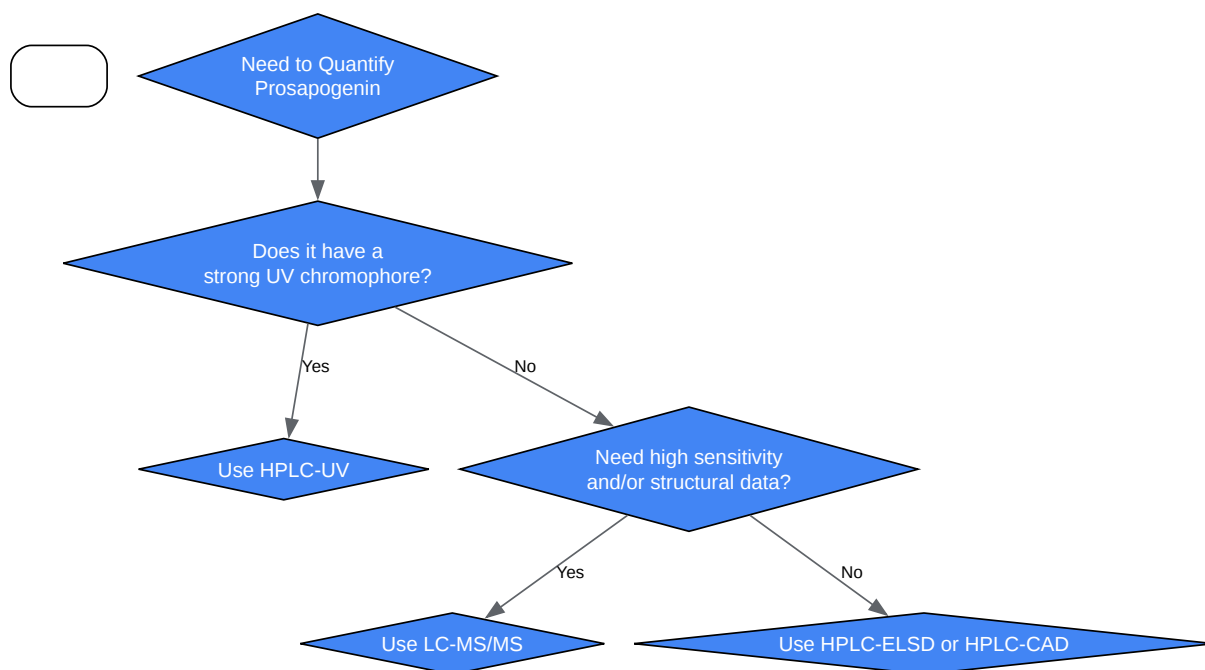 Need to Quantify
Prosapogenin
Does it have a
strong UV chromophore?
Yes
No
Use HPLC-UV
Need high sensitivity
and/or structural data?
Yes
No
Use LC-MS/MS
Use HPLC-ELSD or HPLC-CAD